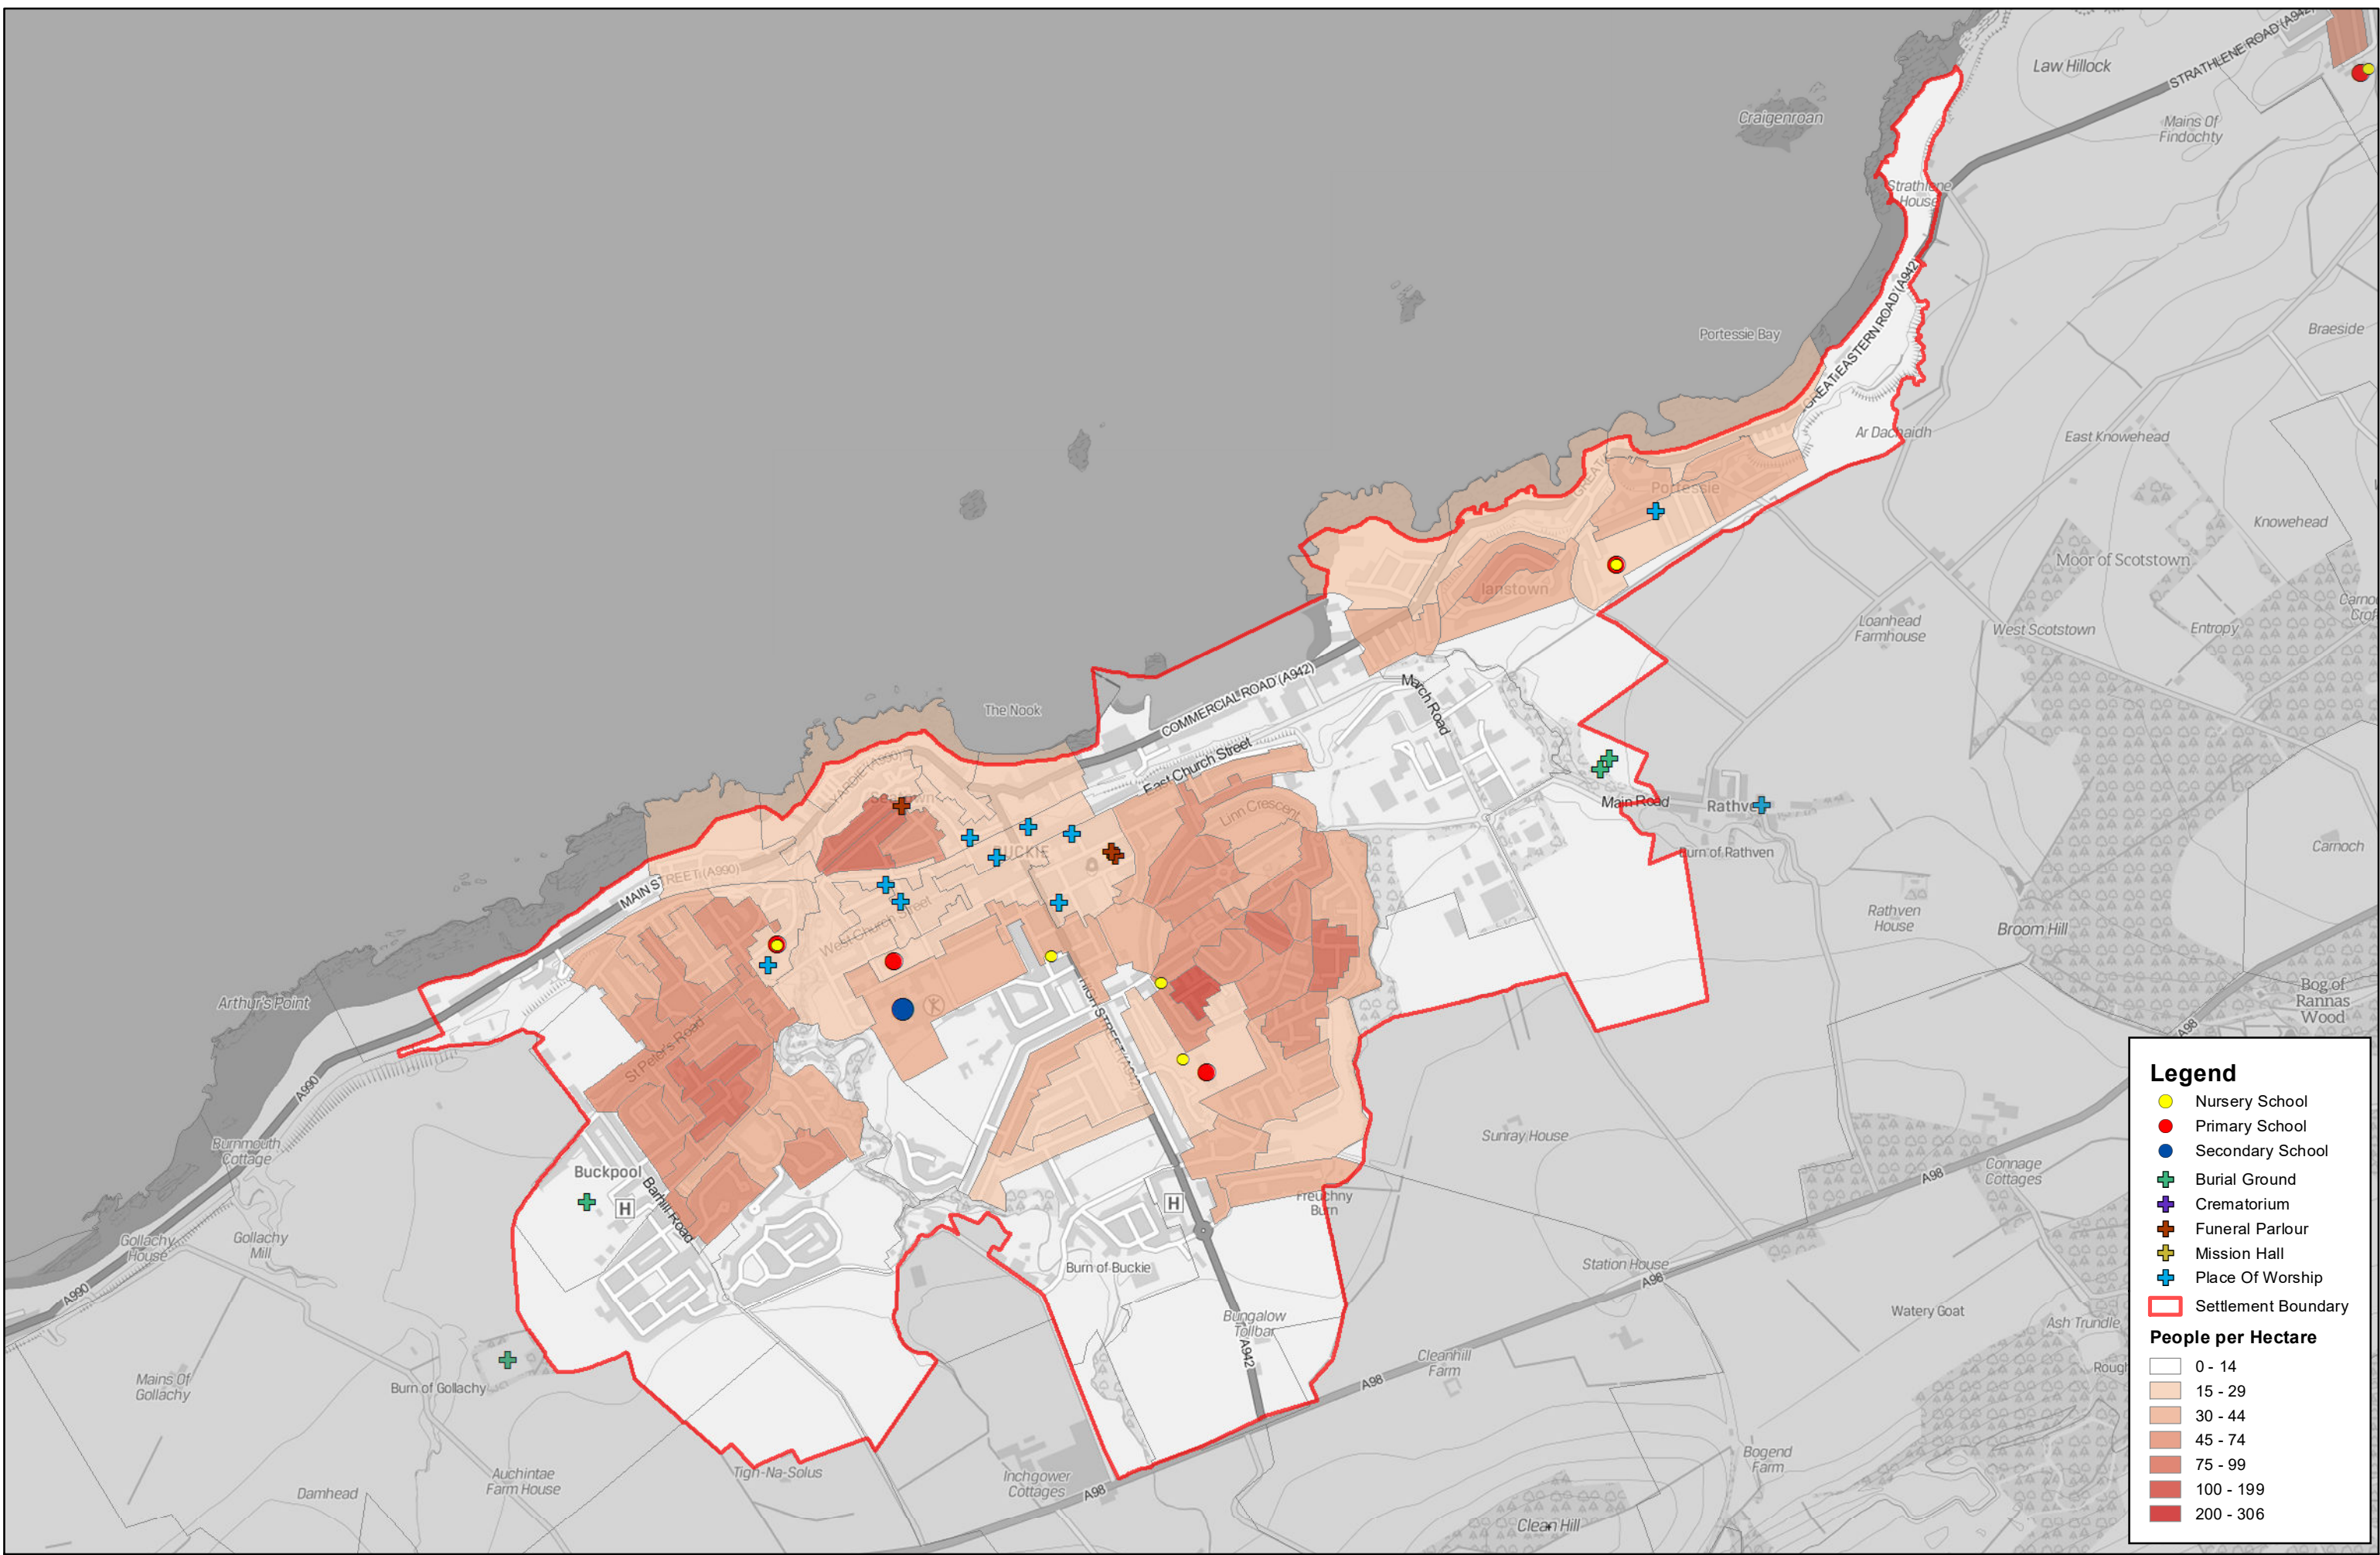 Law Hillock
STRATHLENE ROAD (A942)
Craigenroan
Mains Of
Findochty
Strathlene
House
GREAT EASTERN ROAD (A942)
Portessie Bay
Braeside
Ar Dachaidh
East Knowehead
Portessie
Knowehead
Moor of Scotstown
Ianstown
Loanhead
Farmhouse
West Scotstown
Entropy
The Nook
COMMERCIAL ROAD (A942)
March Road
East Church Street
Seatown
Linn Crescent
Main Road
BUCKIE
Burn of Rathven
Carnoch
MAIN STREET (A990)
West Church Street
Rathven
House
Broom Hill
Arthur's Point
HIGH STREET (A942)
Bog of
Rannas
Wood
A98
St Peter's Road
A990
Burnmouth
Cottage
Sunray House
Connage
Cottages
A98
Buckpool
H
Barhill Road
H
Freuchny
Burn
Gollachy
House
Gollachy
Mill
Burn of Buckie
Station House
A98
A990
Bungalow
Tollbar
A942
Watery Goat
Ash Trundle
Mains Of
Gollachy
Burn of Gollachy
Cleanhill
Farm
A98
Auchintae
Farm House
Damhead
Tigh-Na-Solus
Inchgower
Cottages
A98
Bogend
Farm
Clean Hill
Legend
Nursery School
Primary School
Secondary School
Burial Ground
Crematorium
Funeral Parlour
Mission Hall
Place Of Worship
Settlement Boundary
People per Hectare
0 - 14
15 - 29
30 - 44
45 - 74
75 - 99
100 - 199
200 - 306